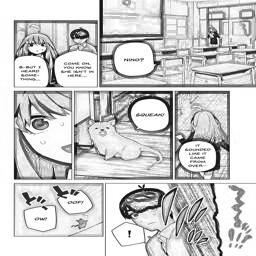 NINO?
COME ON,
YOU KNOW
SHE ISN'T IN
HERE...
B-BUT I
HEARD
SOME-
THING...
IT
SOUNDED
LIKE IT
CAME
FROM
OVER-
SQUEAK!
!
OOF!
OW!